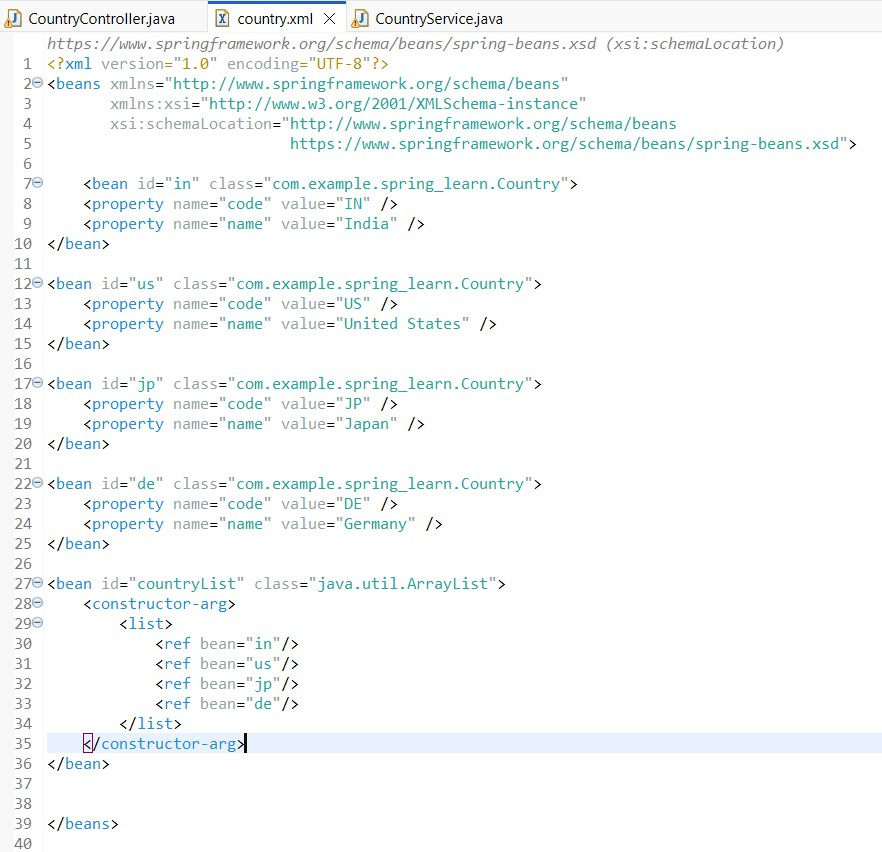 CountryController.java country.xml CountryService.java
https://www.springframework.org/schema/beans/spring-beans.xsd (xsi:schemaLocation)
1 <?xml version="1.0" encoding="UTF-8"?>
2 <beans xmlns="http://www.springframework.org/schema/beans"
3        xmlns:xsi="http://www.w3.org/2001/XMLSchema-instance"
4        xsi:schemaLocation="http://www.springframework.org/schema/beans
5                            https://www.springframework.org/schema/beans/spring-beans.xsd">
6
7     <bean id="in" class="com.example.spring_learn.Country">
8     <property name="code" value="IN" />
9     <property name="name" value="India" />
10 </bean>
11
12 <bean id="us" class="com.example.spring_learn.Country">
13     <property name="code" value="US" />
14     <property name="name" value="United States" />
15 </bean>
16
17 <bean id="jp" class="com.example.spring_learn.Country">
18     <property name="code" value="JP" />
19     <property name="name" value="Japan" />
20 </bean>
21
22 <bean id="de" class="com.example.spring_learn.Country">
23     <property name="code" value="DE" />
24     <property name="name" value="Germany" />
25 </bean>
26
27 <bean id="countryList" class="java.util.ArrayList">
28     <constructor-arg>
29         <list>
30             <ref bean="in"/>
31             <ref bean="us"/>
32             <ref bean="jp"/>
33             <ref bean="de"/>
34         </list>
35     </constructor-arg>
36 </bean>
37
38
39 </beans>
40